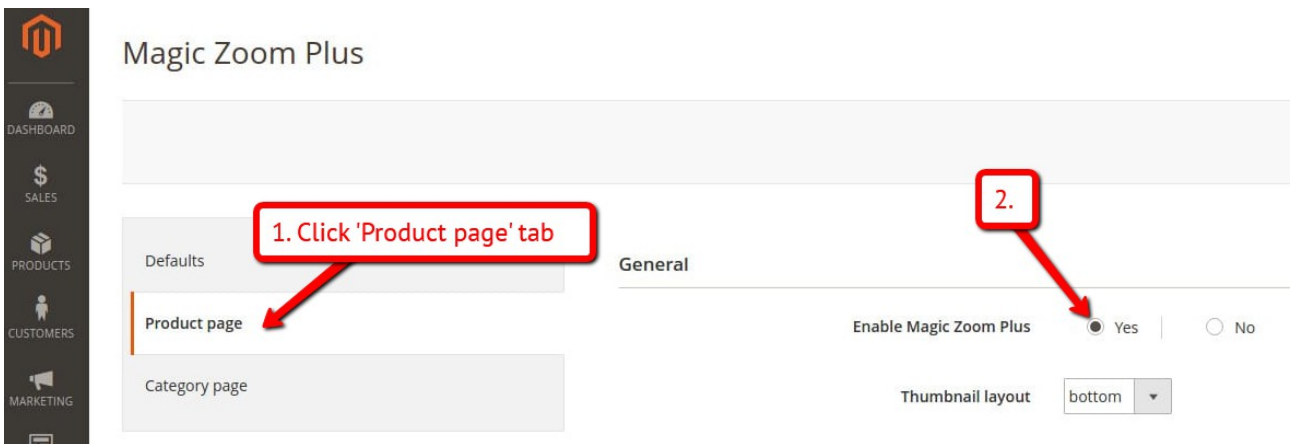 Magic Zoom Plus
DASHBOARD
$
SALES
PRODUCTS
CUSTOMERS
MARKETING
1. Click 'Product page' tab
2.
Defaults
Product page
Category page
General
Enable Magic Zoom Plus Yes No
Thumbnail layout bottom